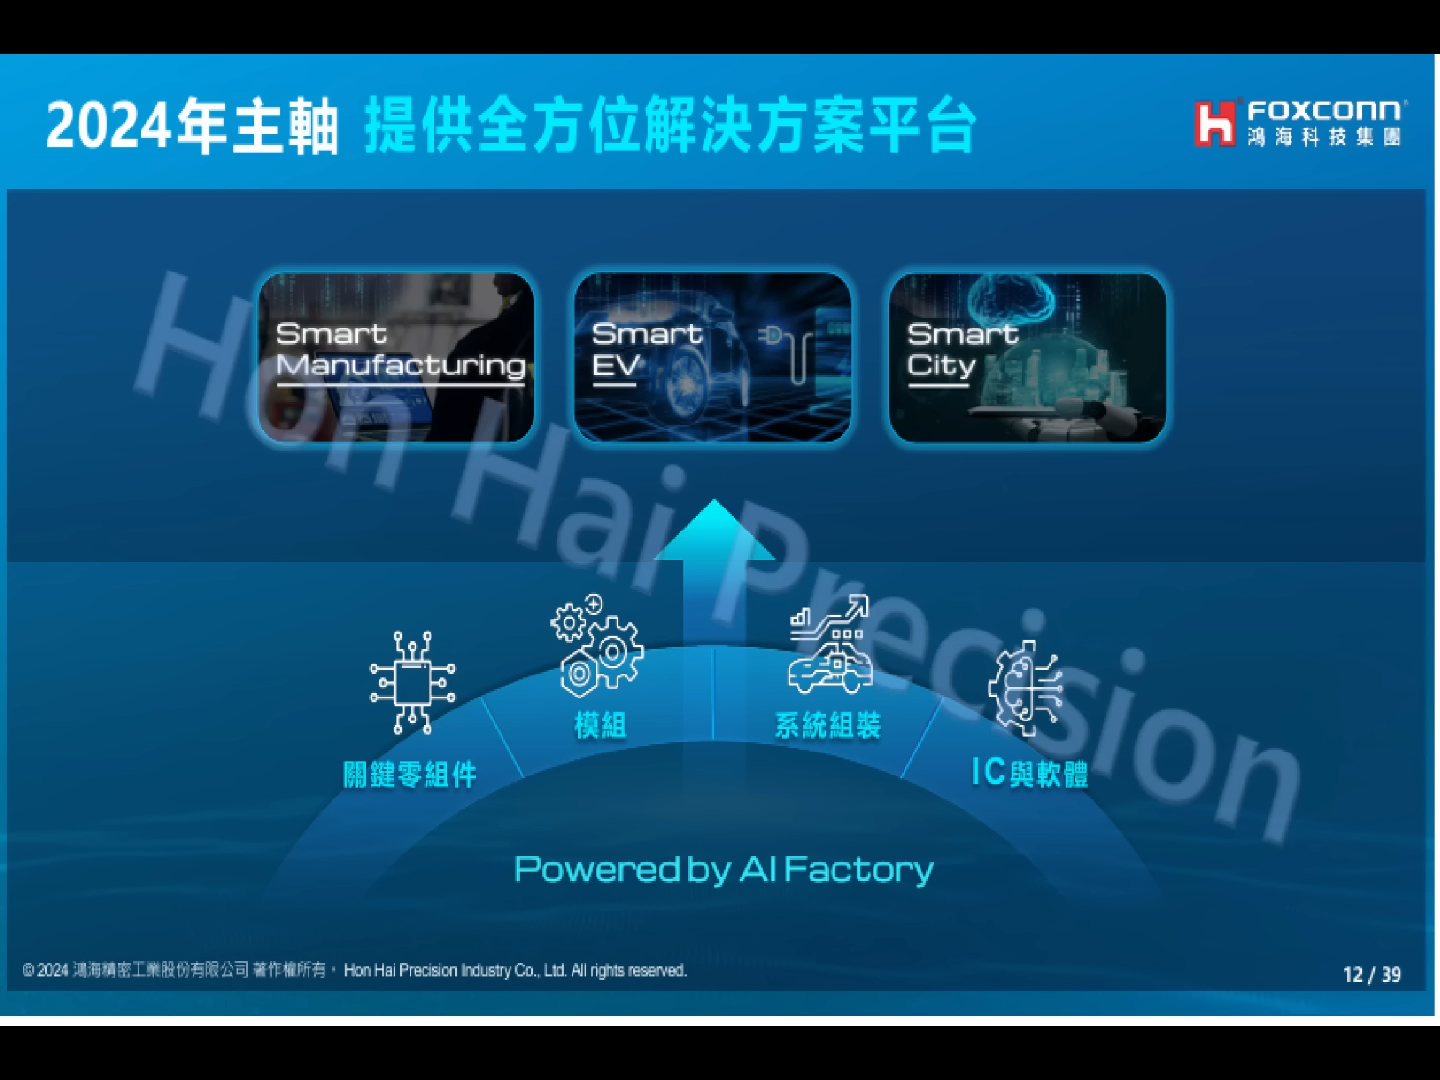 2024年主軸 提供全方位解決方案平台
FOXCONN
鴻海科技集團
Smart
Manufacturing
Smart
EV
Smart
City
Hon Hai Precision
關鍵零組件
模組
系統組裝
IC與軟體
Powered by AI Factory
© 2024 鴻海精密工業股份有限公司 著作權所有。 Hon Hai Precision Industry Co., Ltd. All rights reserved.
12 / 39